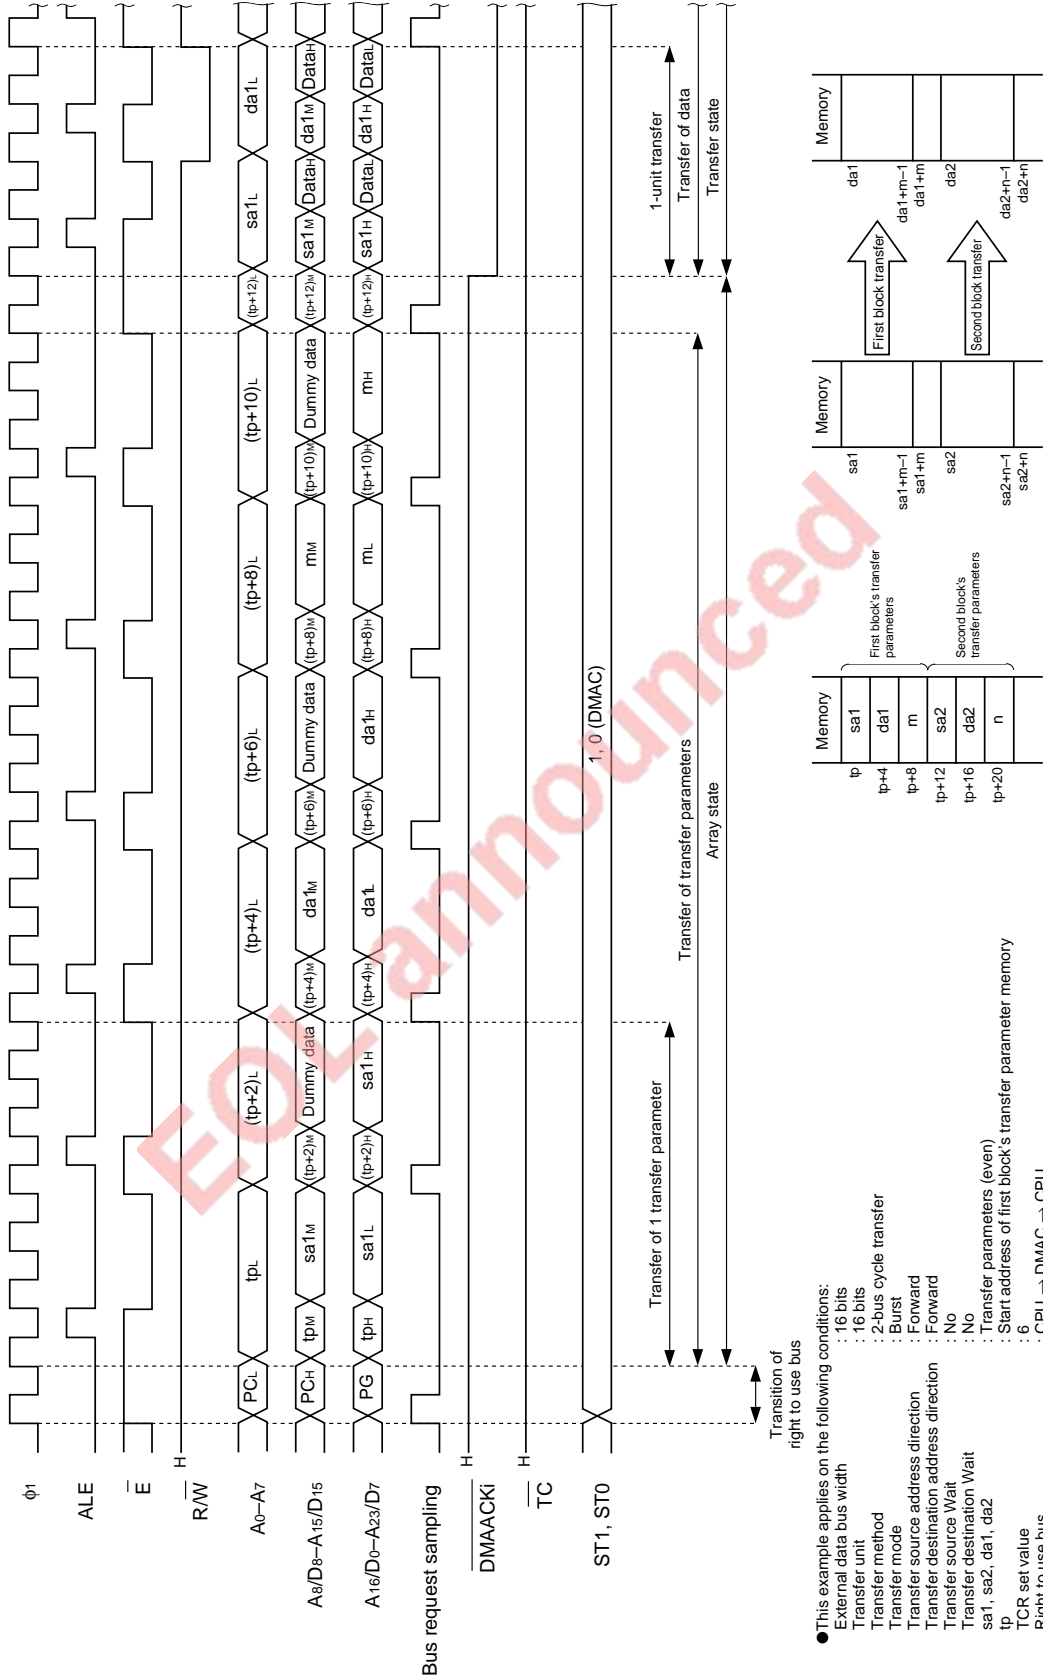 φ1
ALE
E
R/W
H
A0–A7
PCL
tpL
(tp+2)L
(tp+4)L
(tp+6)L
(tp+8)L
(tp+10)L
(tp+12)L
sa1L
da1L
A8/D8–A15/D15
PCH
tpM
sa1M
(tp+2)M
Dummy data
(tp+4)M
da1M
(tp+6)M
Dummy data
(tp+8)M
mM
(tp+10)M
Dummy data
(tp+12)M
sa1M
DataH
da1M
DataH
A16/D0–A23/D7
PG
tpH
sa1L
(tp+2)H
sa1H
(tp+4)H
da1L
(tp+6)H
da1H
(tp+8)H
mL
(tp+10)H
mH
(tp+12)H
sa1H
DataL
da1H
DataL
Bus request sampling
DMAACKi
H
TC
H
ST1, ST0
1, 0 (DMAC)
Transfer of 1 transfer parameter
1-unit transfer
Transfer of transfer parameters
Transfer of data
Array state
Transfer state
Transition of
right to use bus
EOL announced
●This example applies on the following conditions:
External data bus width : 16 bits
Transfer unit : 16 bits
Transfer method : 2-bus cycle transfer
Transfer mode : Burst
Transfer source address direction : Forward
Transfer destination address direction : Forward
Transfer source Wait : No
Transfer destination Wait : No
sa1, sa2, da1, da2 : Transfer parameters (even)
tp : Start address of first block's transfer parameter memory
TCR set value : 6
Right to use bus : CPU → DMAC → CPU
Memory
tp sa1
tp+4 da1
tp+8 m
tp+12 sa2
tp+16 da2
tp+20 n
First block's transfer
parameters
Second block's
transfer parameters
Memory
sa1
sa1+m–1
sa1+m
sa2
sa2+n–1
sa2+n
First block transfer
Second block transfer
Memory
da1
da1+m–1
da1+m
da2
da2+n–1
da2+n